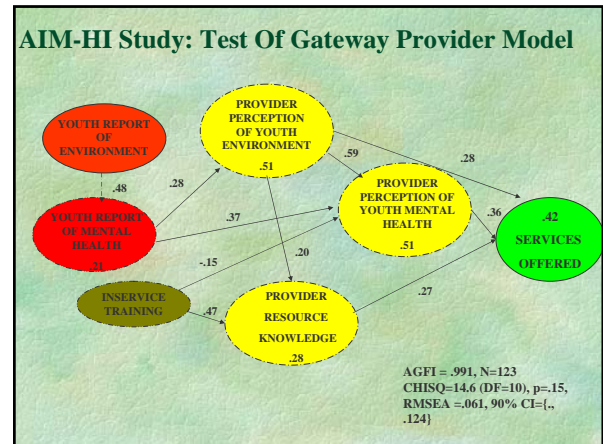 AIM-HI Study: Test Of Gateway Provider Model
YOUTH REPORT
OF
ENVIRONMENT
.48
YOUTH REPORT
OF MENTAL
HEALTH
.21
INSERVICE
TRAINING
PROVIDER
PERCEPTION
OF YOUTH
ENVIRONMENT
.51
.28
.37
-.15
.47
.59
.20
PROVIDER
PERCEPTION OF
YOUTH MENTAL
HEALTH
.51
PROVIDER
RESOURCE
KNOWLEDGE
.28
.28
.36
.27
.42
SERVICES
OFFERED
AGFI = .991, N=123
CHISQ=14.6 (DF=10), p=.15,
RMSEA =.061, 90% CI={.,
.124}